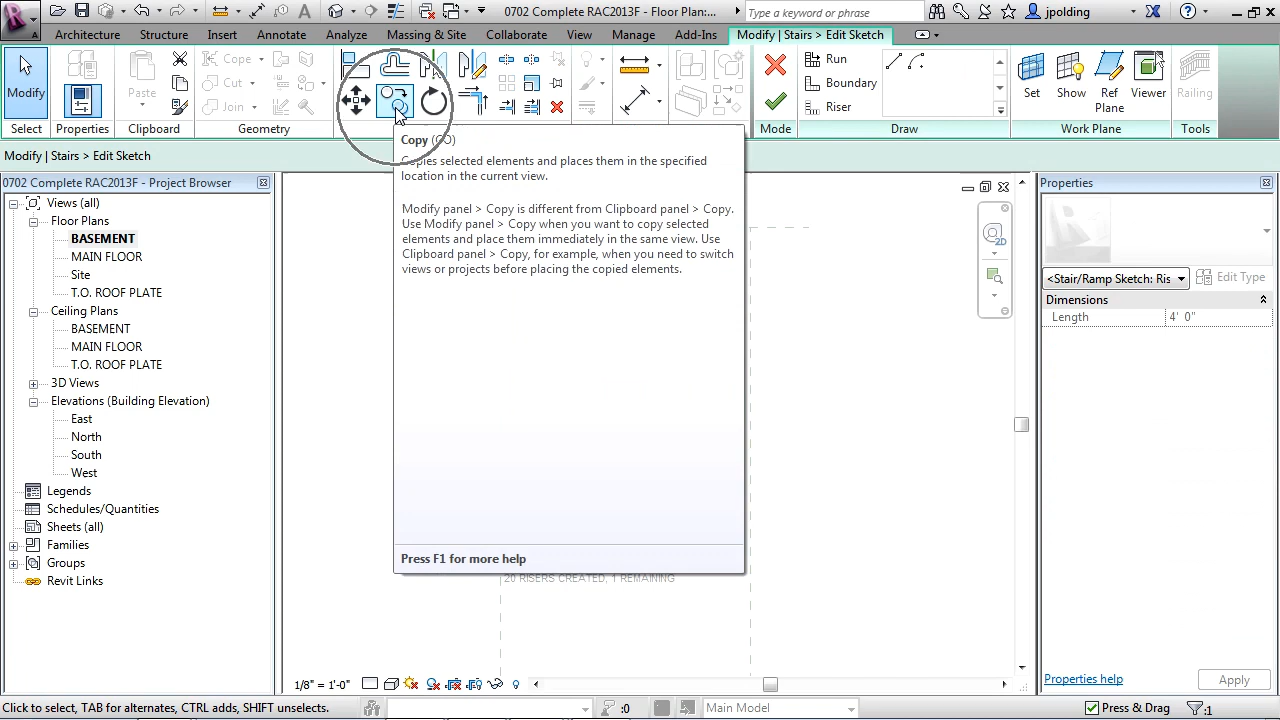 0702 Complete RAC2013F - Floor Plan:...
Type a keyword or phrase
jpolding
Architecture Structure Insert Annotate Analyze Massing & Site Collaborate View Manage Add-Ins Modify | Stairs > Edit Sketch
Modify
Paste
Cope
Cut
Join
Run
Boundary
Riser
Set Show Ref Plane Viewer Railing
Select Properties Clipboard Geometry Mode Draw Work Plane Tools
Modify | Stairs > Edit Sketch
0702 Complete RAC2013F - Project Browser
Views (all)
Floor Plans
BASEMENT
MAIN FLOOR
Site
T.O. ROOF PLATE
Ceiling Plans
BASEMENT
MAIN FLOOR
T.O. ROOF PLATE
3D Views
Elevations (Building Elevation)
East
North
South
West
Legends
Schedules/Quantities
Sheets (all)
Families
Groups
Revit Links
Copy (CO)
Copies selected elements and places them in the specified
location in the current view.
Modify panel > Copy is different from Clipboard panel > Copy.
Use Modify panel > Copy when you want to copy selected
elements and place them immediately in the same view. Use
Clipboard panel > Copy, for example, when you need to switch
views or projects before placing the copied elements.
Press F1 for more help
20 RISERS CREATED, 1 REMAINING
2D
Properties
<Stair/Ramp Sketch: Ris
Edit Type
Dimensions
Length 4' 0"
Properties help
Apply
1/8" = 1'-0"
Click to select, TAB for alternates, CTRL adds, SHIFT unselects.
:0
Main Model
Press & Drag
:1